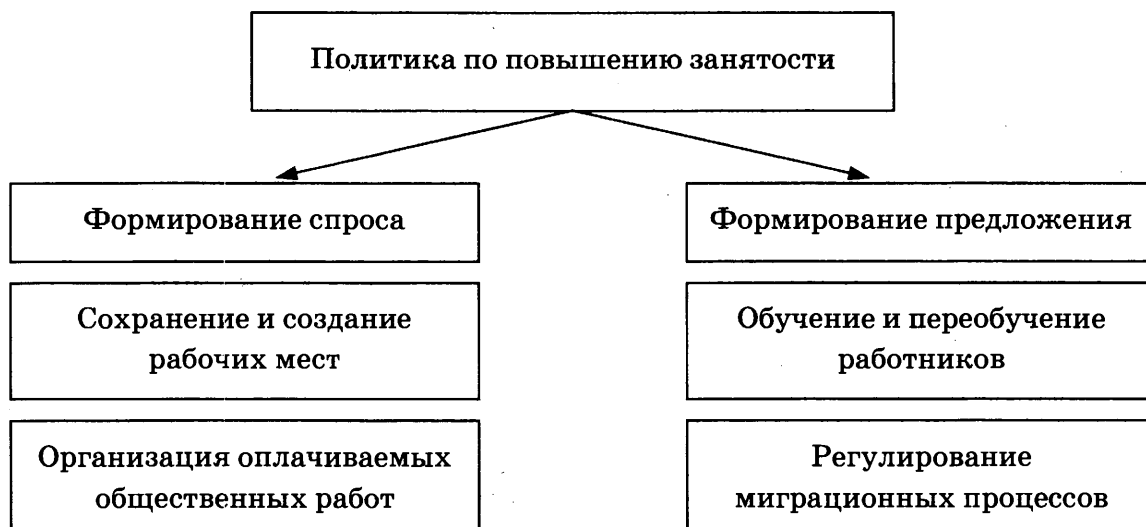 Политика по повышению занятости
Формирование спроса
Формирование предложения
Сохранение и создание
рабочих мест
Обучение и переобучение
работников
Организация оплачиваемых
общественных работ
Регулирование
миграционных процессов